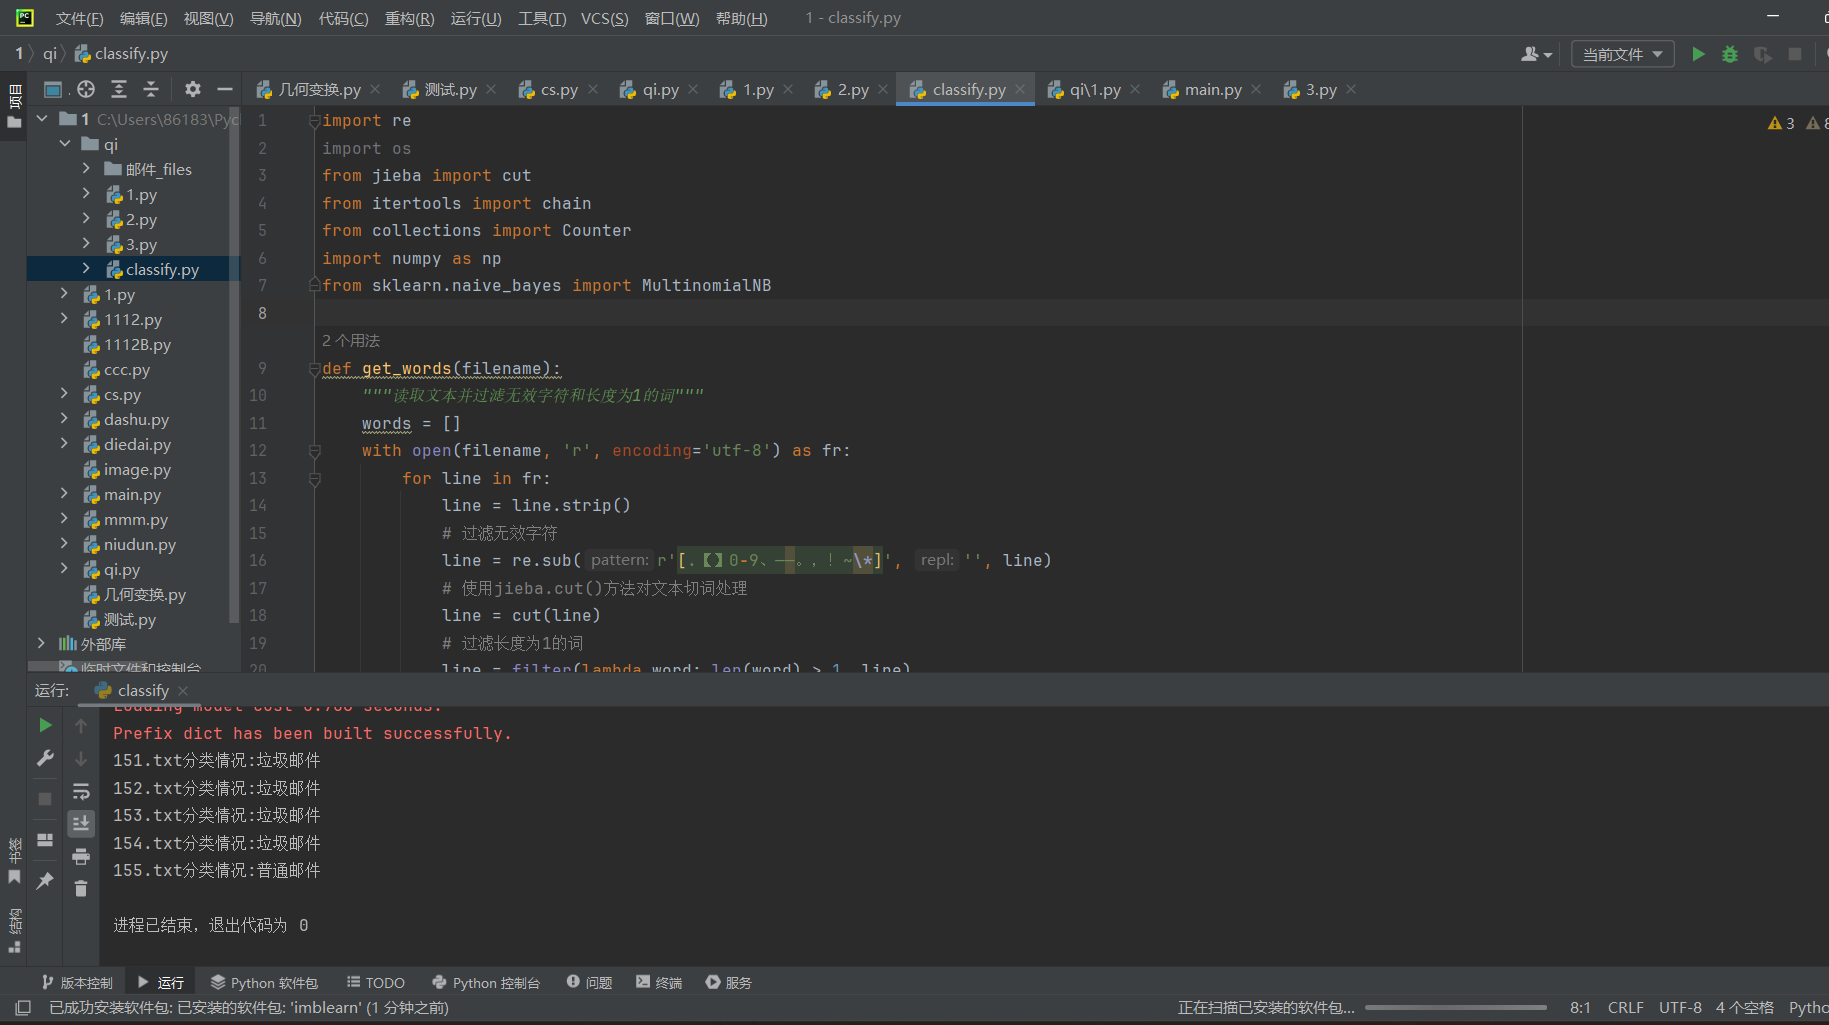 文件(F) 编辑(E) 视图(V) 导航(N) 代码(C) 重构(R) 运行(U) 工具(T) VCS(S) 窗口(W) 帮助(H) 1 - classify.py
1 qi classify.py 当前文件
几何变换.py 测试.py cs.py qi.py 1.py 2.py classify.py qi\1.py main.py 3.py
项目
1 C:\Users\86183\Pyc
qi
邮件_files
1.py
2.py
3.py
classify.py
1.py
1112.py
1112B.py
ccc.py
cs.py
dashu.py
diedai.py
image.py
main.py
mmm.py
niudun.py
qi.py
几何变换.py
测试.py
外部库
临时文件和控制台
3 8
1 import re
2 import os
3 from jieba import cut
4 from itertools import chain
5 from collections import Counter
6 import numpy as np
7 from sklearn.naive_bayes import MultinomialNB
8
2 个用法
9 def get_words(filename):
10 """读取文本并过滤无效字符和长度为1的词"""
11 words = []
12 with open(filename, 'r', encoding='utf-8') as fr:
13 for line in fr:
14 line = line.strip()
15 # 过滤无效字符
16 line = re.sub( pattern: r'[.【】0-9、——。，！~\*]', repl: '', line)
17 # 使用jieba.cut()方法对文本切词处理
18 line = cut(line)
19 # 过滤长度为1的词
20 line = filter(lambda word: len(word) > 1, line)
运行: classify
Loading model cost 0.700 seconds.
Prefix dict has been built successfully.
151.txt分类情况:垃圾邮件
152.txt分类情况:垃圾邮件
153.txt分类情况:垃圾邮件
154.txt分类情况:垃圾邮件
155.txt分类情况:普通邮件
进程已结束，退出代码为 0
书签
结构
版本控制 运行 Python 软件包 TODO Python 控制台 问题 终端 服务
已成功安装软件包: 已安装的软件包: 'imblearn' (1 分钟之前) 正在扫描已安装的软件包... 8:1 CRLF UTF-8 4 个空格 Pytho